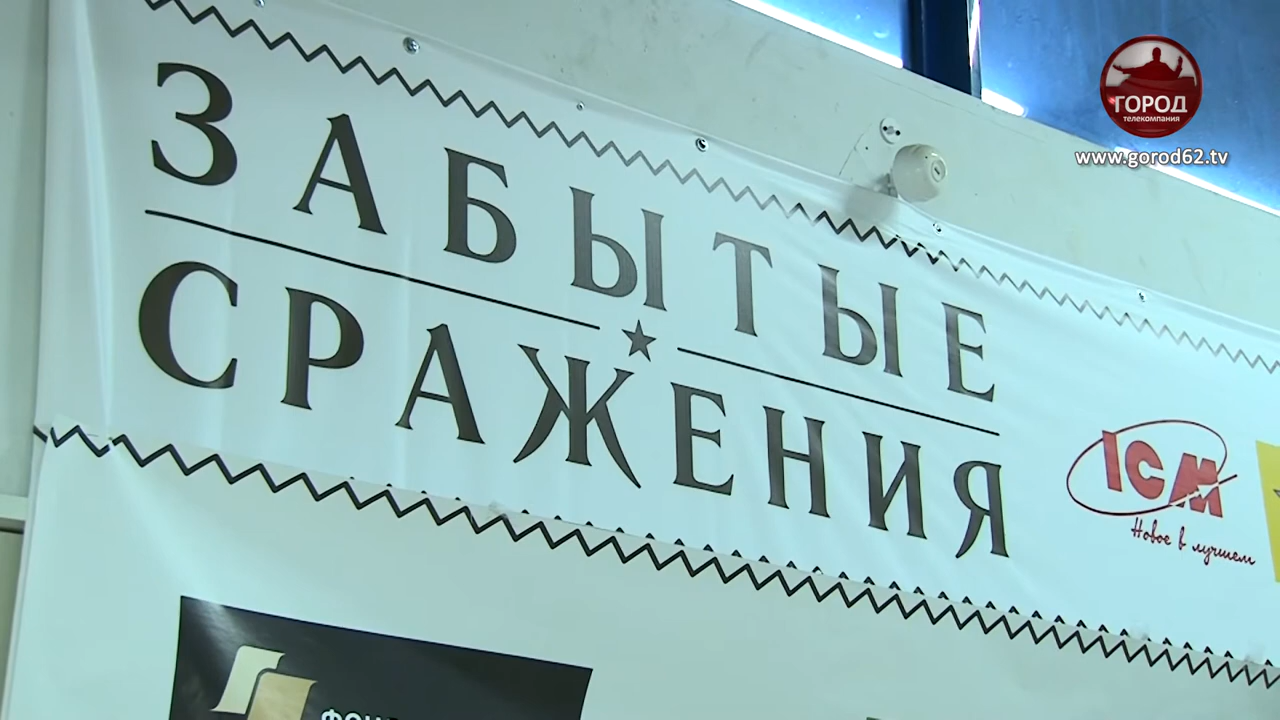 ЗАБЫТЫЕ
СРАЖЕНИЯ
ГОРОД
телекомпания
www.gorod62.tv
ICM
Новое в лучшем